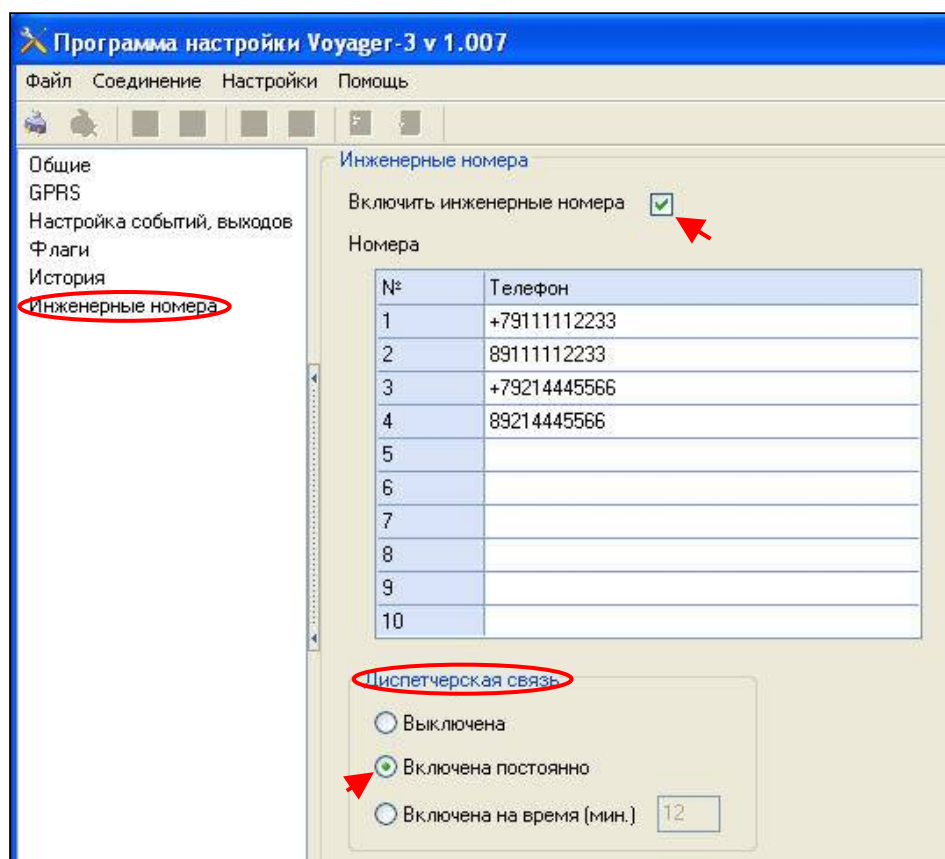 Программа настройки Voyager-3 v 1.007
Файл Соединение Настройки Помощь
Общие
GPRS
Настройка событий, выходов
Флаги
История
Инженерные номера
Инженерные номера
Включить инженерные номера
Номера
№ Телефон
1 +79111112233
2 89111112233
3 +79214445566
4 89214445566
5
6
7
8
9
10
Диспетчерская связь
Выключена
Включена постоянно
Включена на время (мин.) 12